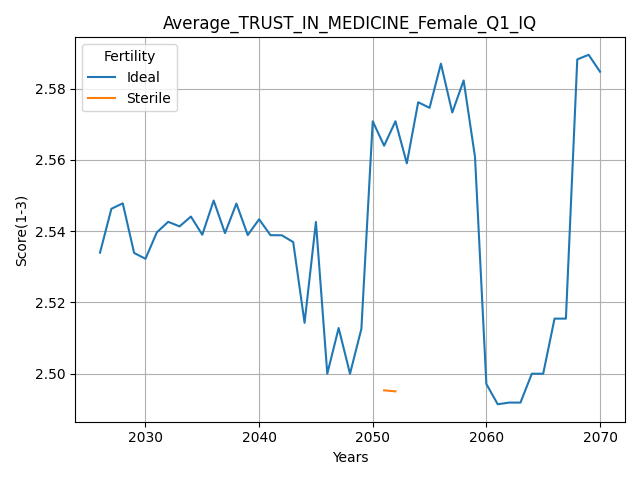 Average_TRUST_IN_MEDICINE_Female_Q1_IQ
Fertility
Ideal
Sterile
Score(1-3)
2.58
2.56
2.54
2.52
2.50
2030 2040 2050 2060 2070
Years